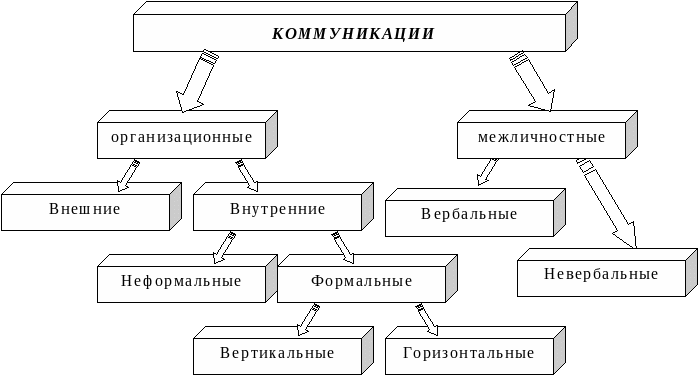 КОММУНИКАЦИИ
организационные
межличностные
Внешние
Внутренние
Вербальные
Неформальные
Формальные
Невербальные
Вертикальные
Горизонтальные